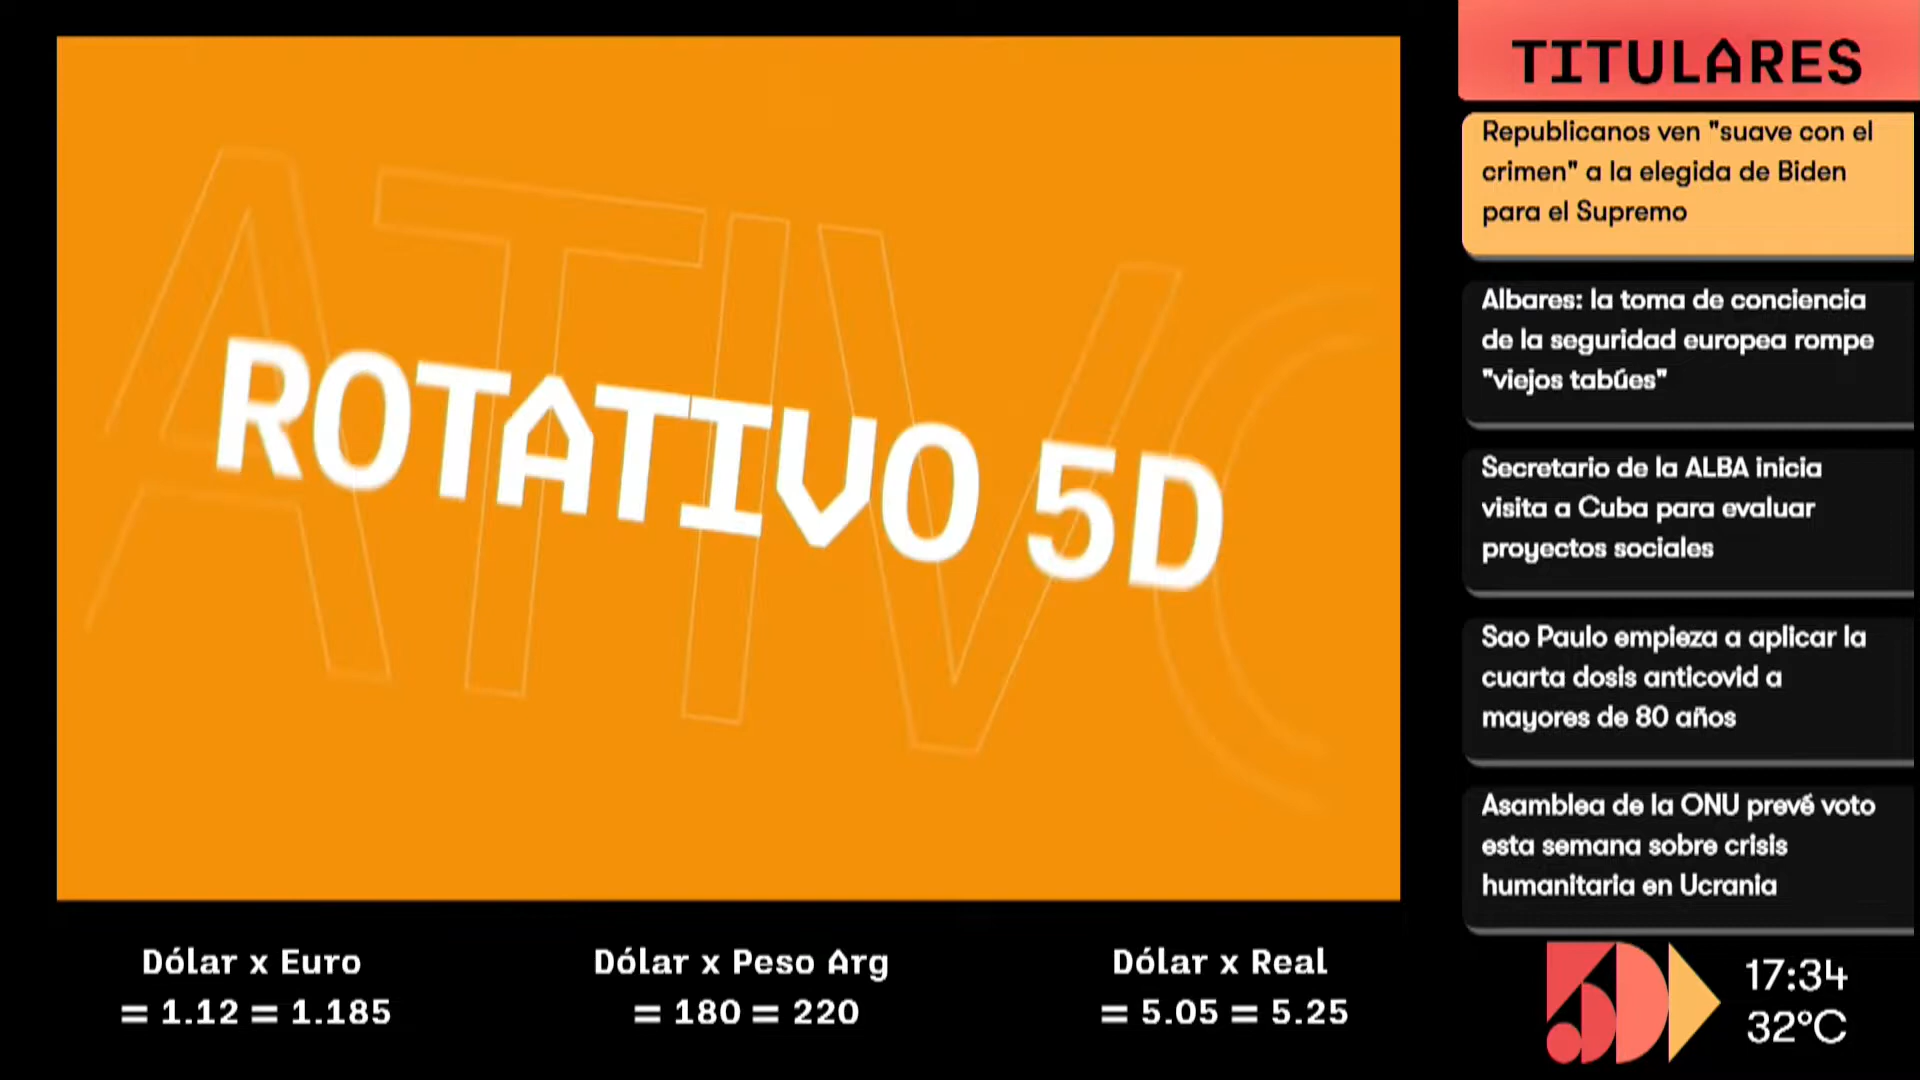 ATIVO
ROTATIVO 5D
TITULARES
Republicanos ven "suave con el
crimen" a la elegida de Biden
para el Supremo
Albares: la toma de conciencia
de la seguridad europea rompe
"viejos tabúes"
Secretario de la ALBA inicia
visita a Cuba para evaluar
proyectos sociales
Sao Paulo empieza a aplicar la
cuarta dosis anticovid a
mayores de 80 años
Asamblea de la ONU prevé voto
esta semana sobre crisis
humanitaria en Ucrania
Dólar x Euro
= 1.12 = 1.185
Dólar x Peso Arg
= 180 = 220
Dólar x Real
= 5.05 = 5.25
5D
17:34
32°C